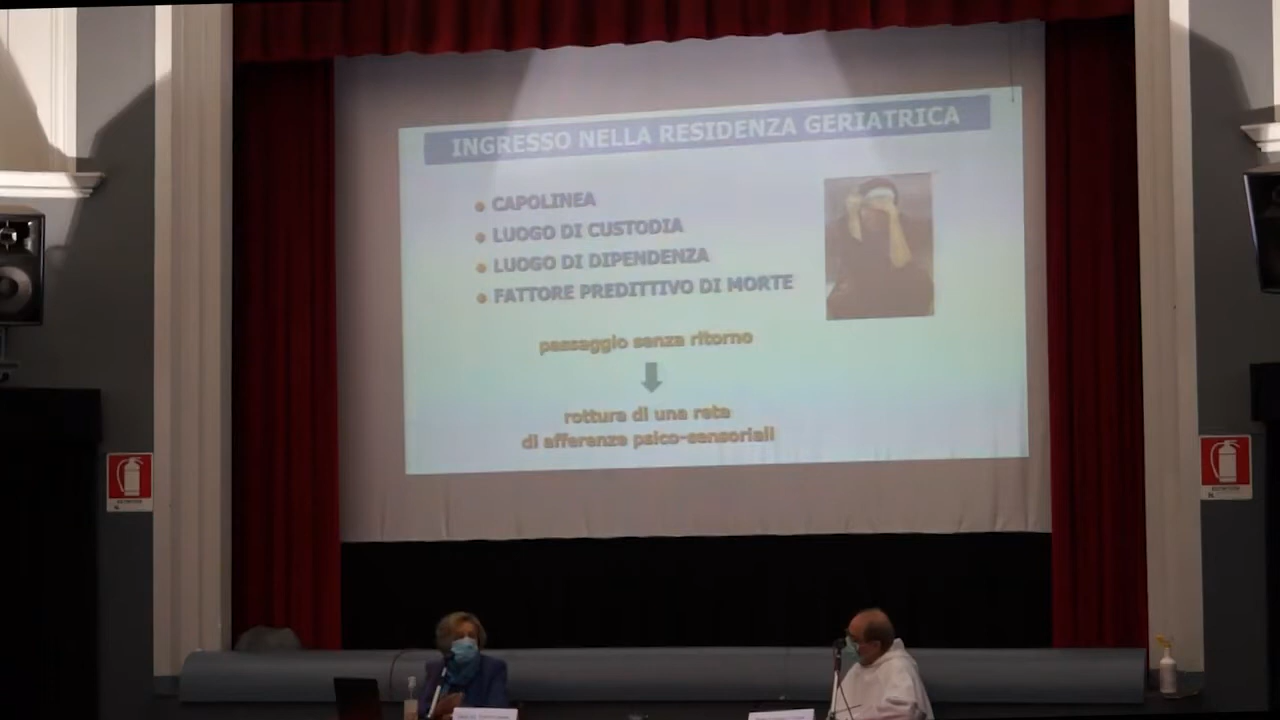 INGRESSO NELLA RESIDENZA GERIATRICA
CAPOLINEA
LUOGO DI CUSTODIA
LUOGO DI DIPENDENZA
FATTORE PREDITTIVO DI MORTE
passaggio senza ritorno
rottura di una rete
di afferenze psico-sensoriali